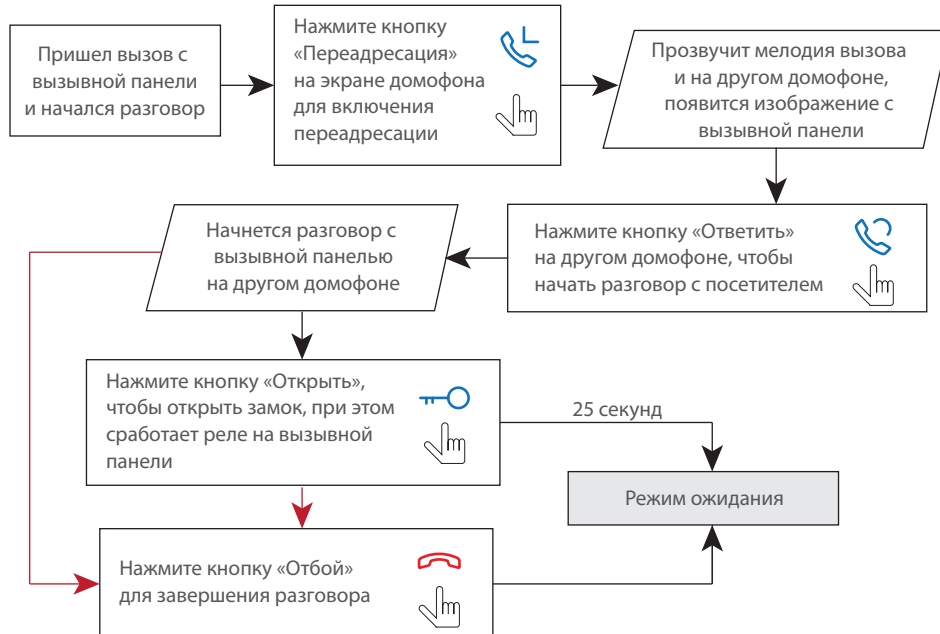 Пришел вызов с
вызывной панели
и начался разговор
Нажмите кнопку
«Переадресация»
на экране домофона
для включения
переадресации
Прозвучит мелодия вызова
и на другом домофоне,
появится изображение с
вызывной панели
Начнется разговор с
вызывной панелью
на другом домофоне
Нажмите кнопку «Ответить»
на другом домофоне, чтобы
начать разговор с посетителем
Нажмите кнопку «Открыть»,
чтобы открыть замок, при этом
сработает реле на вызывной
панели
25 секунд
Режим ожидания
Нажмите кнопку «Отбой»
для завершения разговора